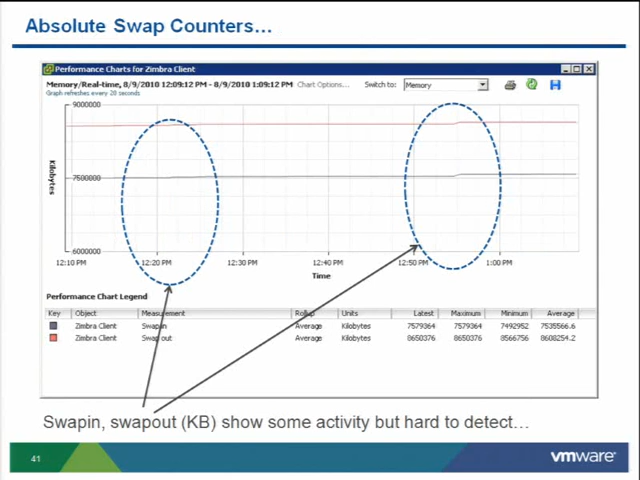 Absolute Swap Counters…
Performance Charts for Zimbra Client
Memory/Real-time, 8/9/2010 12:09:12 PM - 8/9/2010 1:09:12 PM Chart Options... Switch to: Memory
Graph refreshes every 20 seconds
9000000
Kilobytes
7500000
6000000
12:10 PM 12:20 PM 12:30 PM 12:40 PM 12:50 PM 1:00 PM
Time
Performance Chart Legend
Key Object Measurement Rollup Units Latest Maximum Minimum Average
Zimbra Client Swap in Average Kilobytes 7579364 7579364 7492952 7535566.6
Zimbra Client Swap out Average Kilobytes 8650376 8650376 8566756 8608254.2
Swapin, swapout (KB) show some activity but hard to detect…
41
vmware